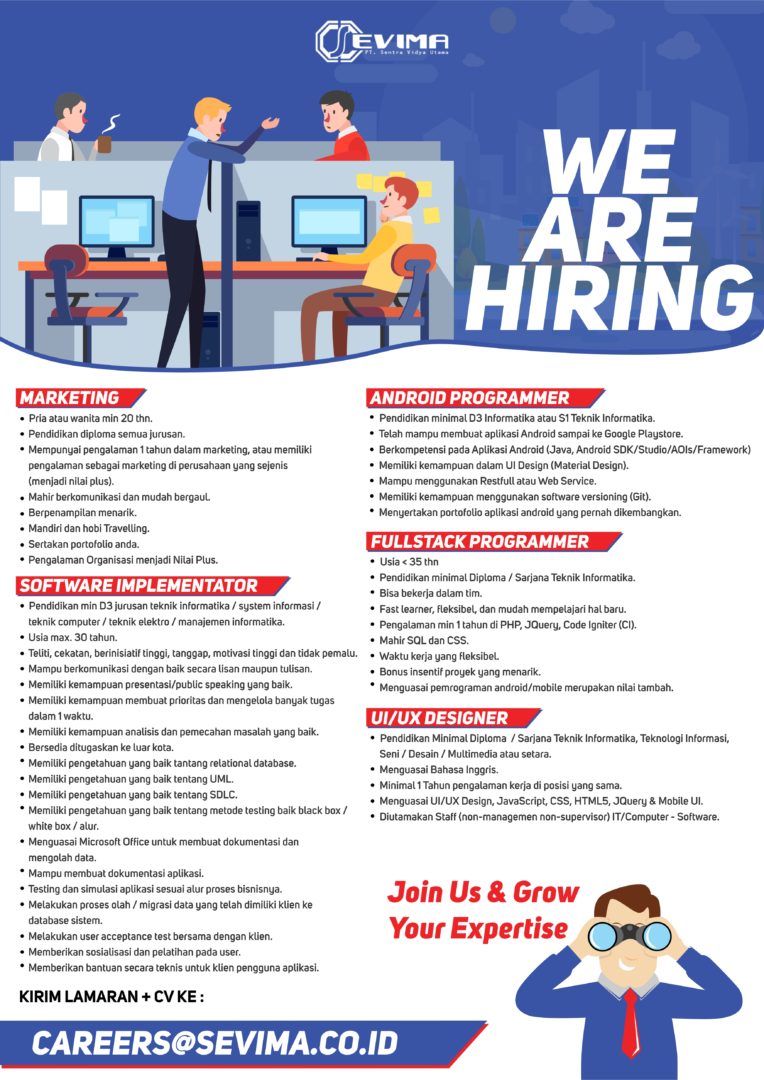 SEVIMA
PT. Sentra Vidya Utama
WE
ARE
HIRING
MARKETING
• Pria atau wanita min 20 thn.
• Pendidikan diploma semua jurusan.
• Mempunyai pengalaman 1 tahun dalam marketing, atau memiliki
pengalaman sebagai marketing di perusahaan yang sejenis
(menjadi nilai plus).
• Mahir berkomunikasi dan mudah bergaul.
• Berpenampilan menarik.
• Mandiri dan hobi Travelling.
• Sertakan portofolio anda.
• Pengalaman Organisasi menjadi Nilai Plus.
SOFTWARE IMPLEMENTATOR
• Pendidikan min D3 jurusan teknik informatika / system informasi /
teknik computer / teknik elektro / manajemen informatika.
• Usia max. 30 tahun.
• Teliti, cekatan, berinisiatif tinggi, tanggap, motivasi tinggi dan tidak pemalu.
• Mampu berkomunikasi dengan baik secara lisan maupun tulisan.
• Memiliki kemampuan presentasi/public speaking yang baik.
• Memiliki kemampuan membuat prioritas dan mengelola banyak tugas
dalam 1 waktu.
• Memiliki kemampuan analisis dan pemecahan masalah yang baik.
• Bersedia ditugaskan ke luar kota.
• Memiliki pengetahuan yang baik tantang relational database.
• Memiliki pengetahuan yang baik tentang UML.
• Memiliki pengetahuan yang baik tentang SDLC.
• Memiliki pengetahuan yang baik tentang metode testing baik black box /
white box / alur.
• Menguasai Microsoft Office untuk membuat dokumentasi dan
mengolah data.
• Mampu membuat dokumentasi aplikasi.
• Testing dan simulasi aplikasi sesuai alur proses bisnisnya.
• Melakukan proses olah / migrasi data yang telah dimiliki klien ke
database sistem.
• Melakukan user acceptance test bersama dengan klien.
• Memberikan sosialisasi dan pelatihan pada user.
• Memberikan bantuan secara teknis untuk klien pengguna aplikasi.
ANDROID PROGRAMMER
• Pendidikan minimal D3 Informatika atau S1 Teknik Informatika.
• Telah mampu membuat aplikasi Android sampai ke Google Playstore.
• Berkompetensi pada Aplikasi Android (Java, Android SDK/Studio/AOIs/Framework)
• Memiliki kemampuan dalam UI Design (Material Design).
• Mampu menggunakan Restfull atau Web Service.
• Memiliki kemampuan menggunakan software versioning (Git).
• Menyertakan portofolio aplikasi android yang pernah dikembangkan.
FULLSTACK PROGRAMMER
• Usia < 35 thn
• Pendidikan minimal Diploma / Sarjana Teknik Informatika.
• Bisa bekerja dalam tim.
• Fast learner, fleksibel, dan mudah mempelajari hal baru.
• Pengalaman min 1 tahun di PHP, JQuery, Code Igniter (CI).
• Mahir SQL dan CSS.
• Waktu kerja yang fleksibel.
• Bonus insentif proyek yang menarik.
• Menguasai pemrograman android/mobile merupakan nilai tambah.
UI/UX DESIGNER
• Pendidikan Minimal Diploma / Sarjana Teknik Informatika, Teknologi Informasi,
Seni / Desain / Multimedia atau setara.
• Menguasai Bahasa Inggris.
• Minimal 1 Tahun pengalaman kerja di posisi yang sama.
• Menguasai UI/UX Design, JavaScript, CSS, HTML5, JQuery & Mobile UI.
• Diutamakan Staff (non-managemen non-supervisor) IT/Computer - Software.
Join Us & Grow
Your Expertise
KIRIM LAMARAN + CV KE :
CAREERS@SEVIMA.CO.ID